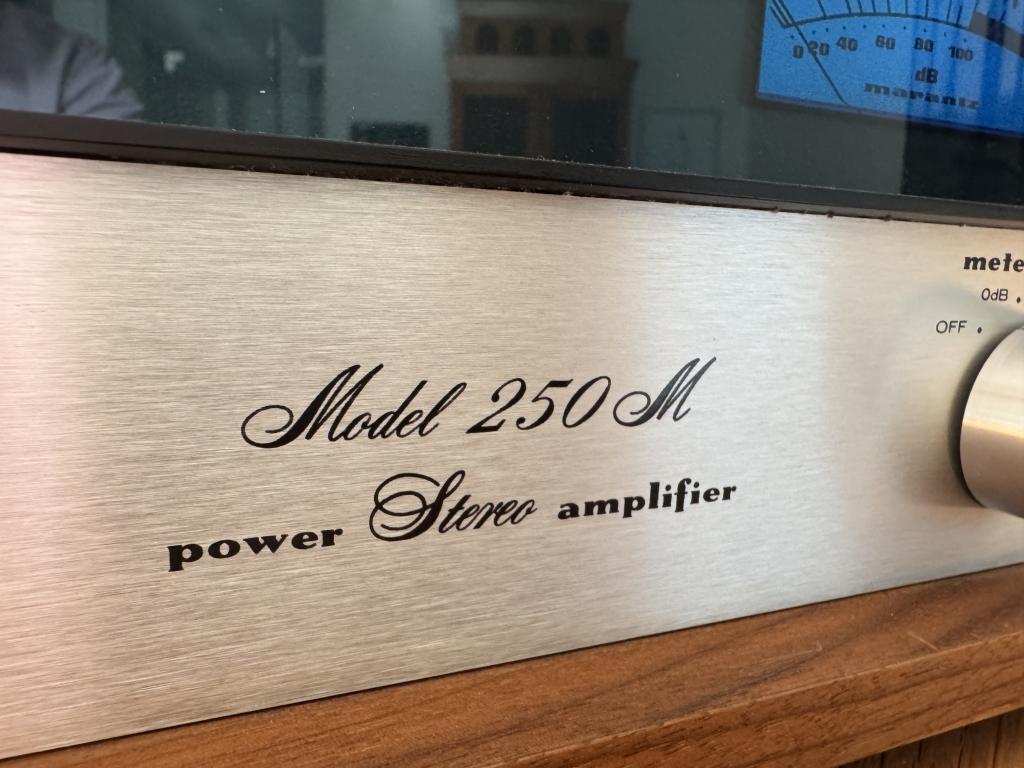 0 20 40 60 80 100
dB
marantz
mete
0dB
OFF
Model 250M
power Stereo amplifier